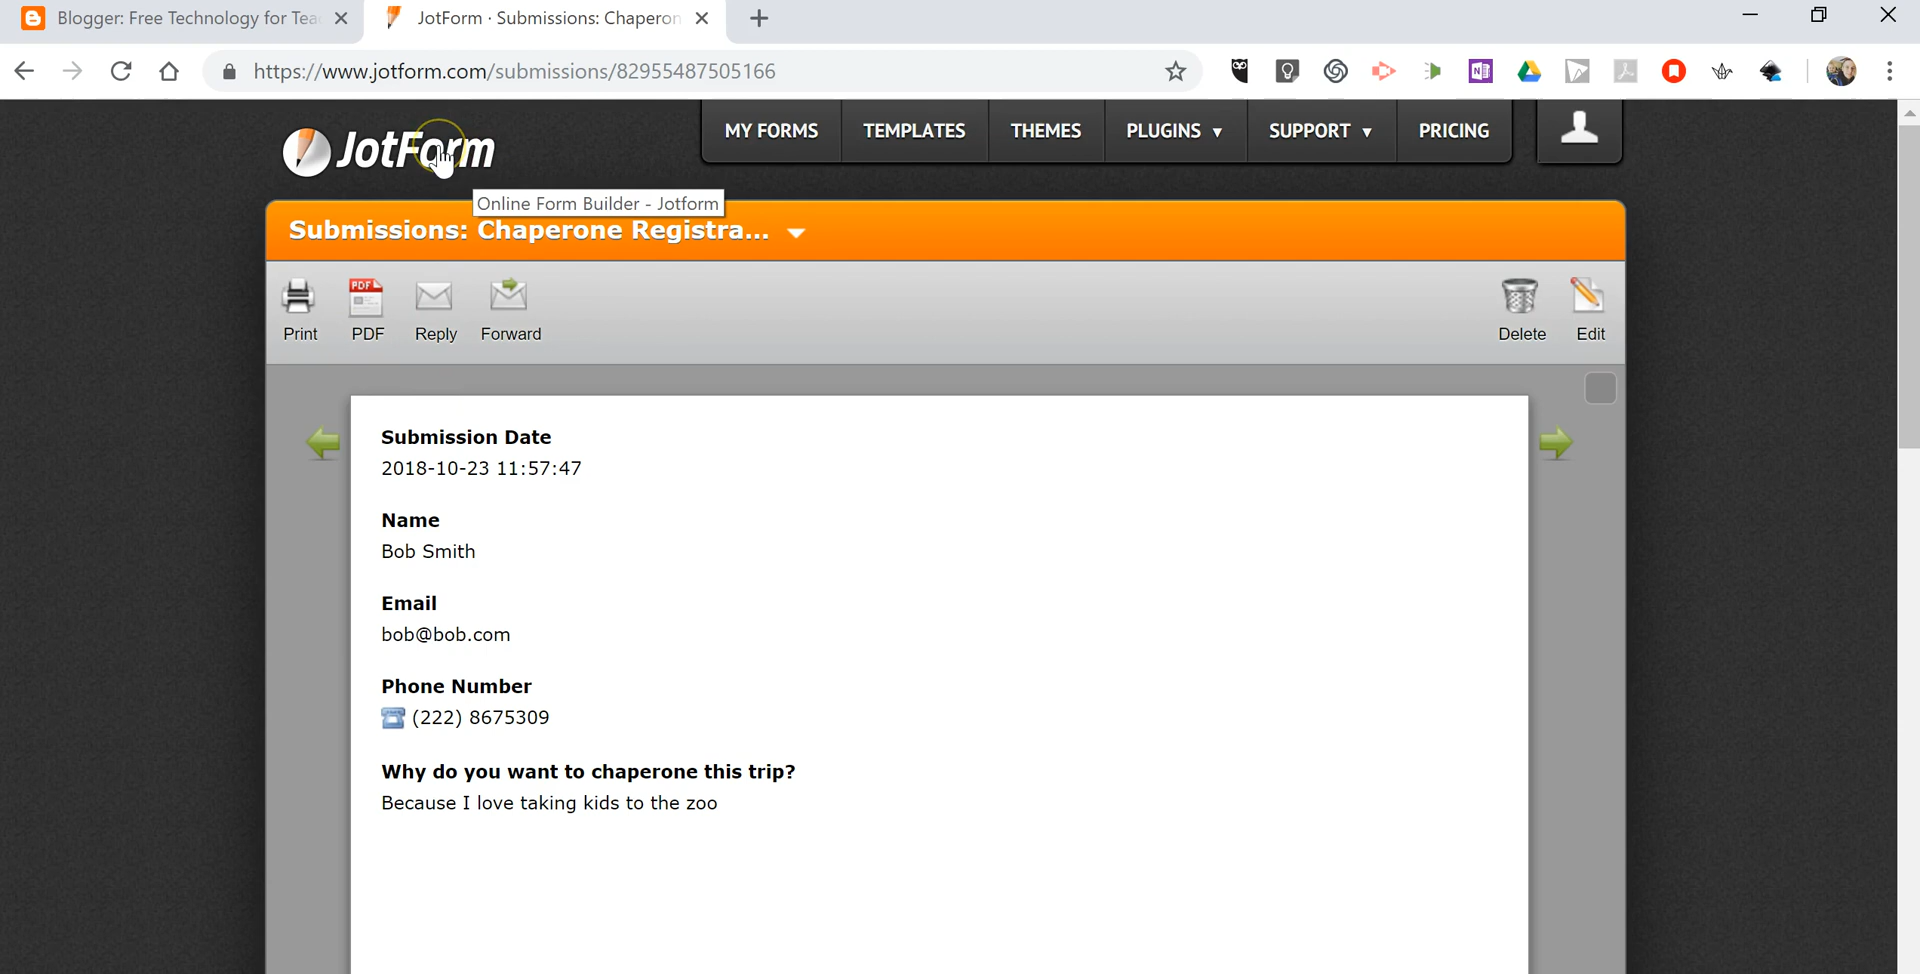 Blogger: Free Technology for Tea
JotForm · Submissions: Chaperon
https://www.jotform.com/submissions/82955487505166
JotForm
MY FORMS
TEMPLATES
THEMES
PLUGINS ▼
SUPPORT ▼
PRICING
Online Form Builder - Jotform
Submissions: Chaperone Registra...
Print
PDF
Reply
Forward
Delete
Edit
Submission Date
2018-10-23 11:57:47
Name
Bob Smith
Email
bob@bob.com
Phone Number
(222) 8675309
Why do you want to chaperone this trip?
Because I love taking kids to the zoo